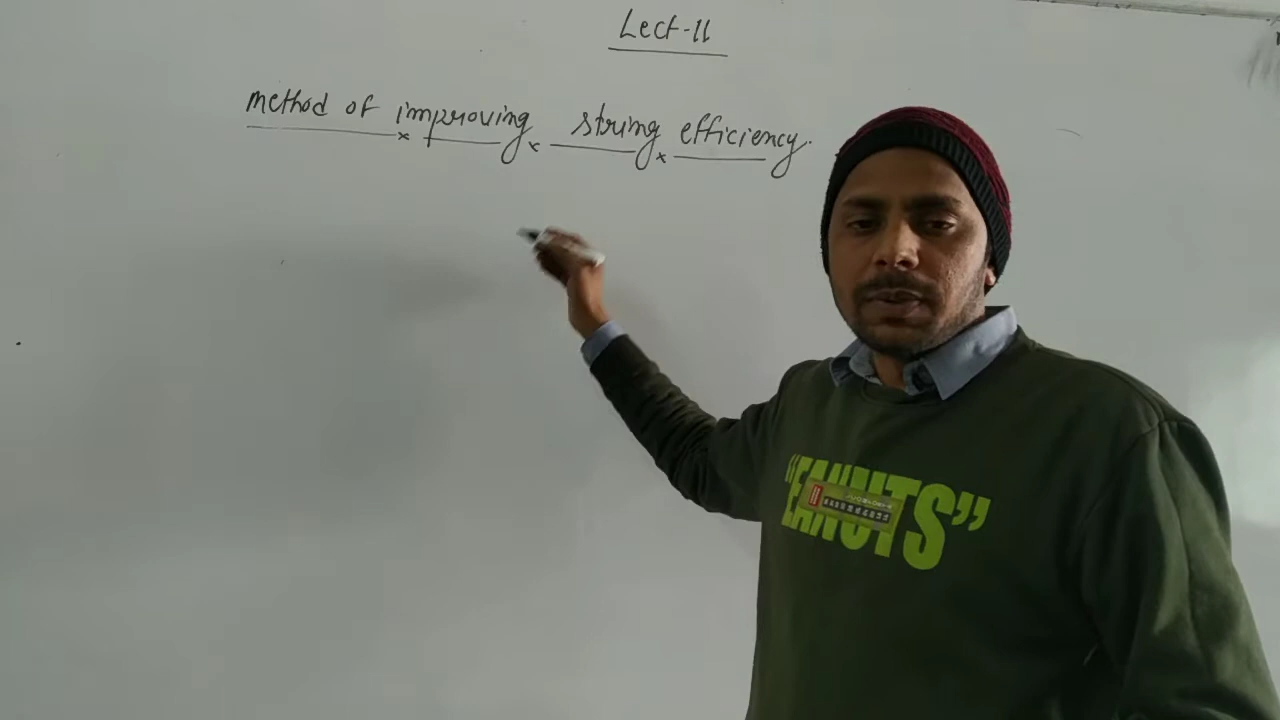 Lect-11
method of improving string efficiency.
"EANUTS"